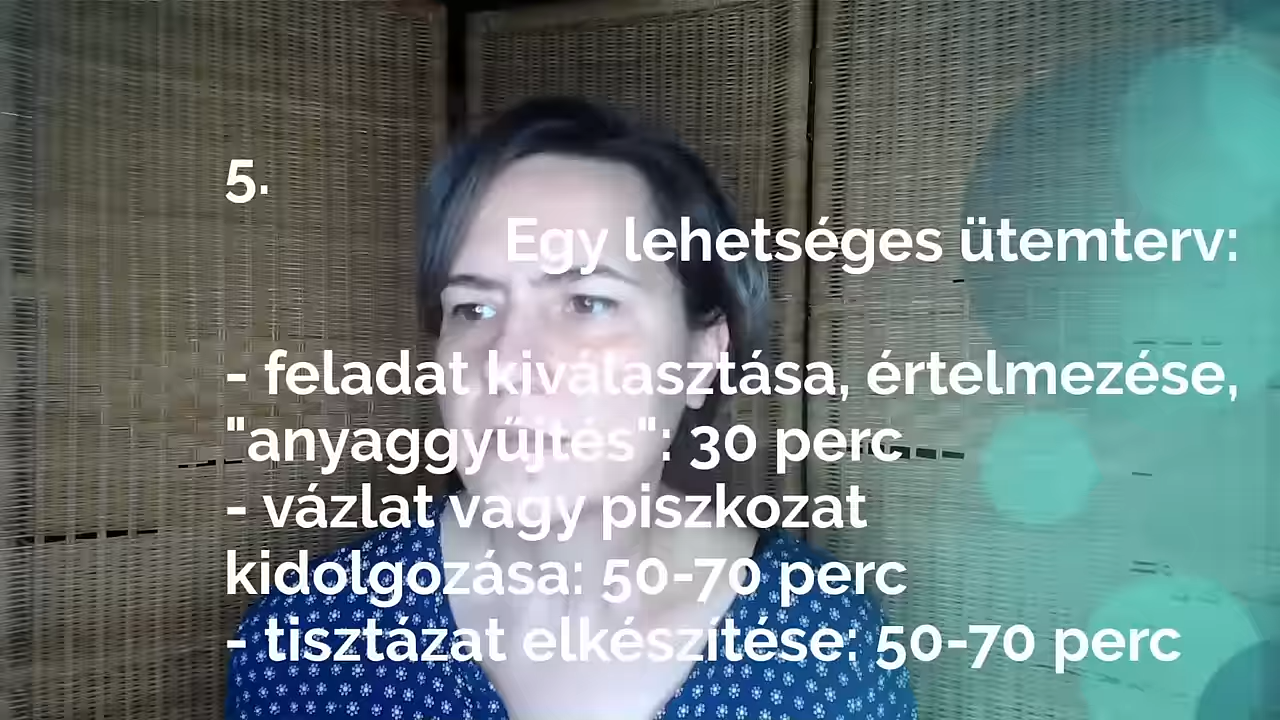 5.
Egy lehetséges ütemterv:
- feladat kiválasztása, értelmezése,
"anyaggyűjtés": 30 perc
- vázlat vagy piszkozat
kidolgozása: 50-70 perc
- tisztázat elkészítése: 50-70 perc